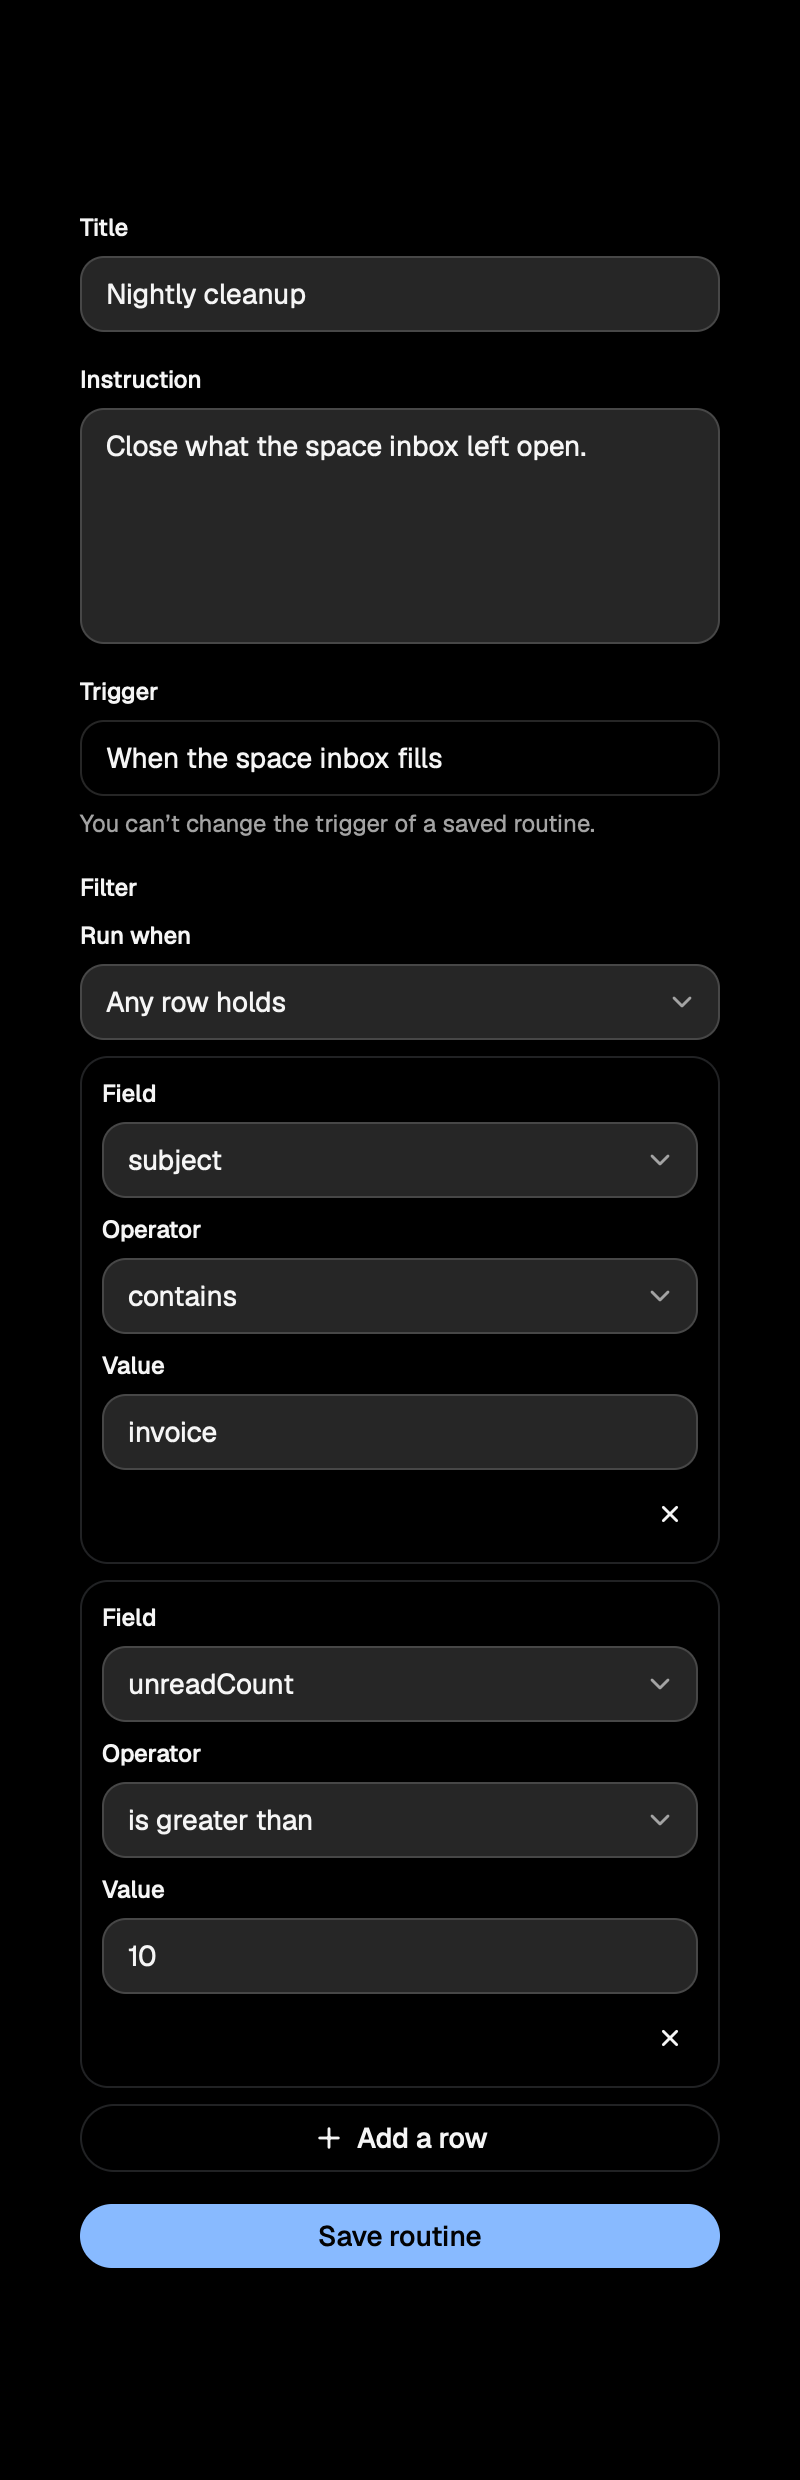 Title
Nightly cleanup
Instruction
Close what the space inbox left open.
Trigger
When the space inbox fills
You can’t change the trigger of a saved routine.
Filter
Run when
Any row holds
Field
subject
Operator
contains
Value
invoice
Field
unreadCount
Operator
is greater than
Value
10
Add a row
Save routine